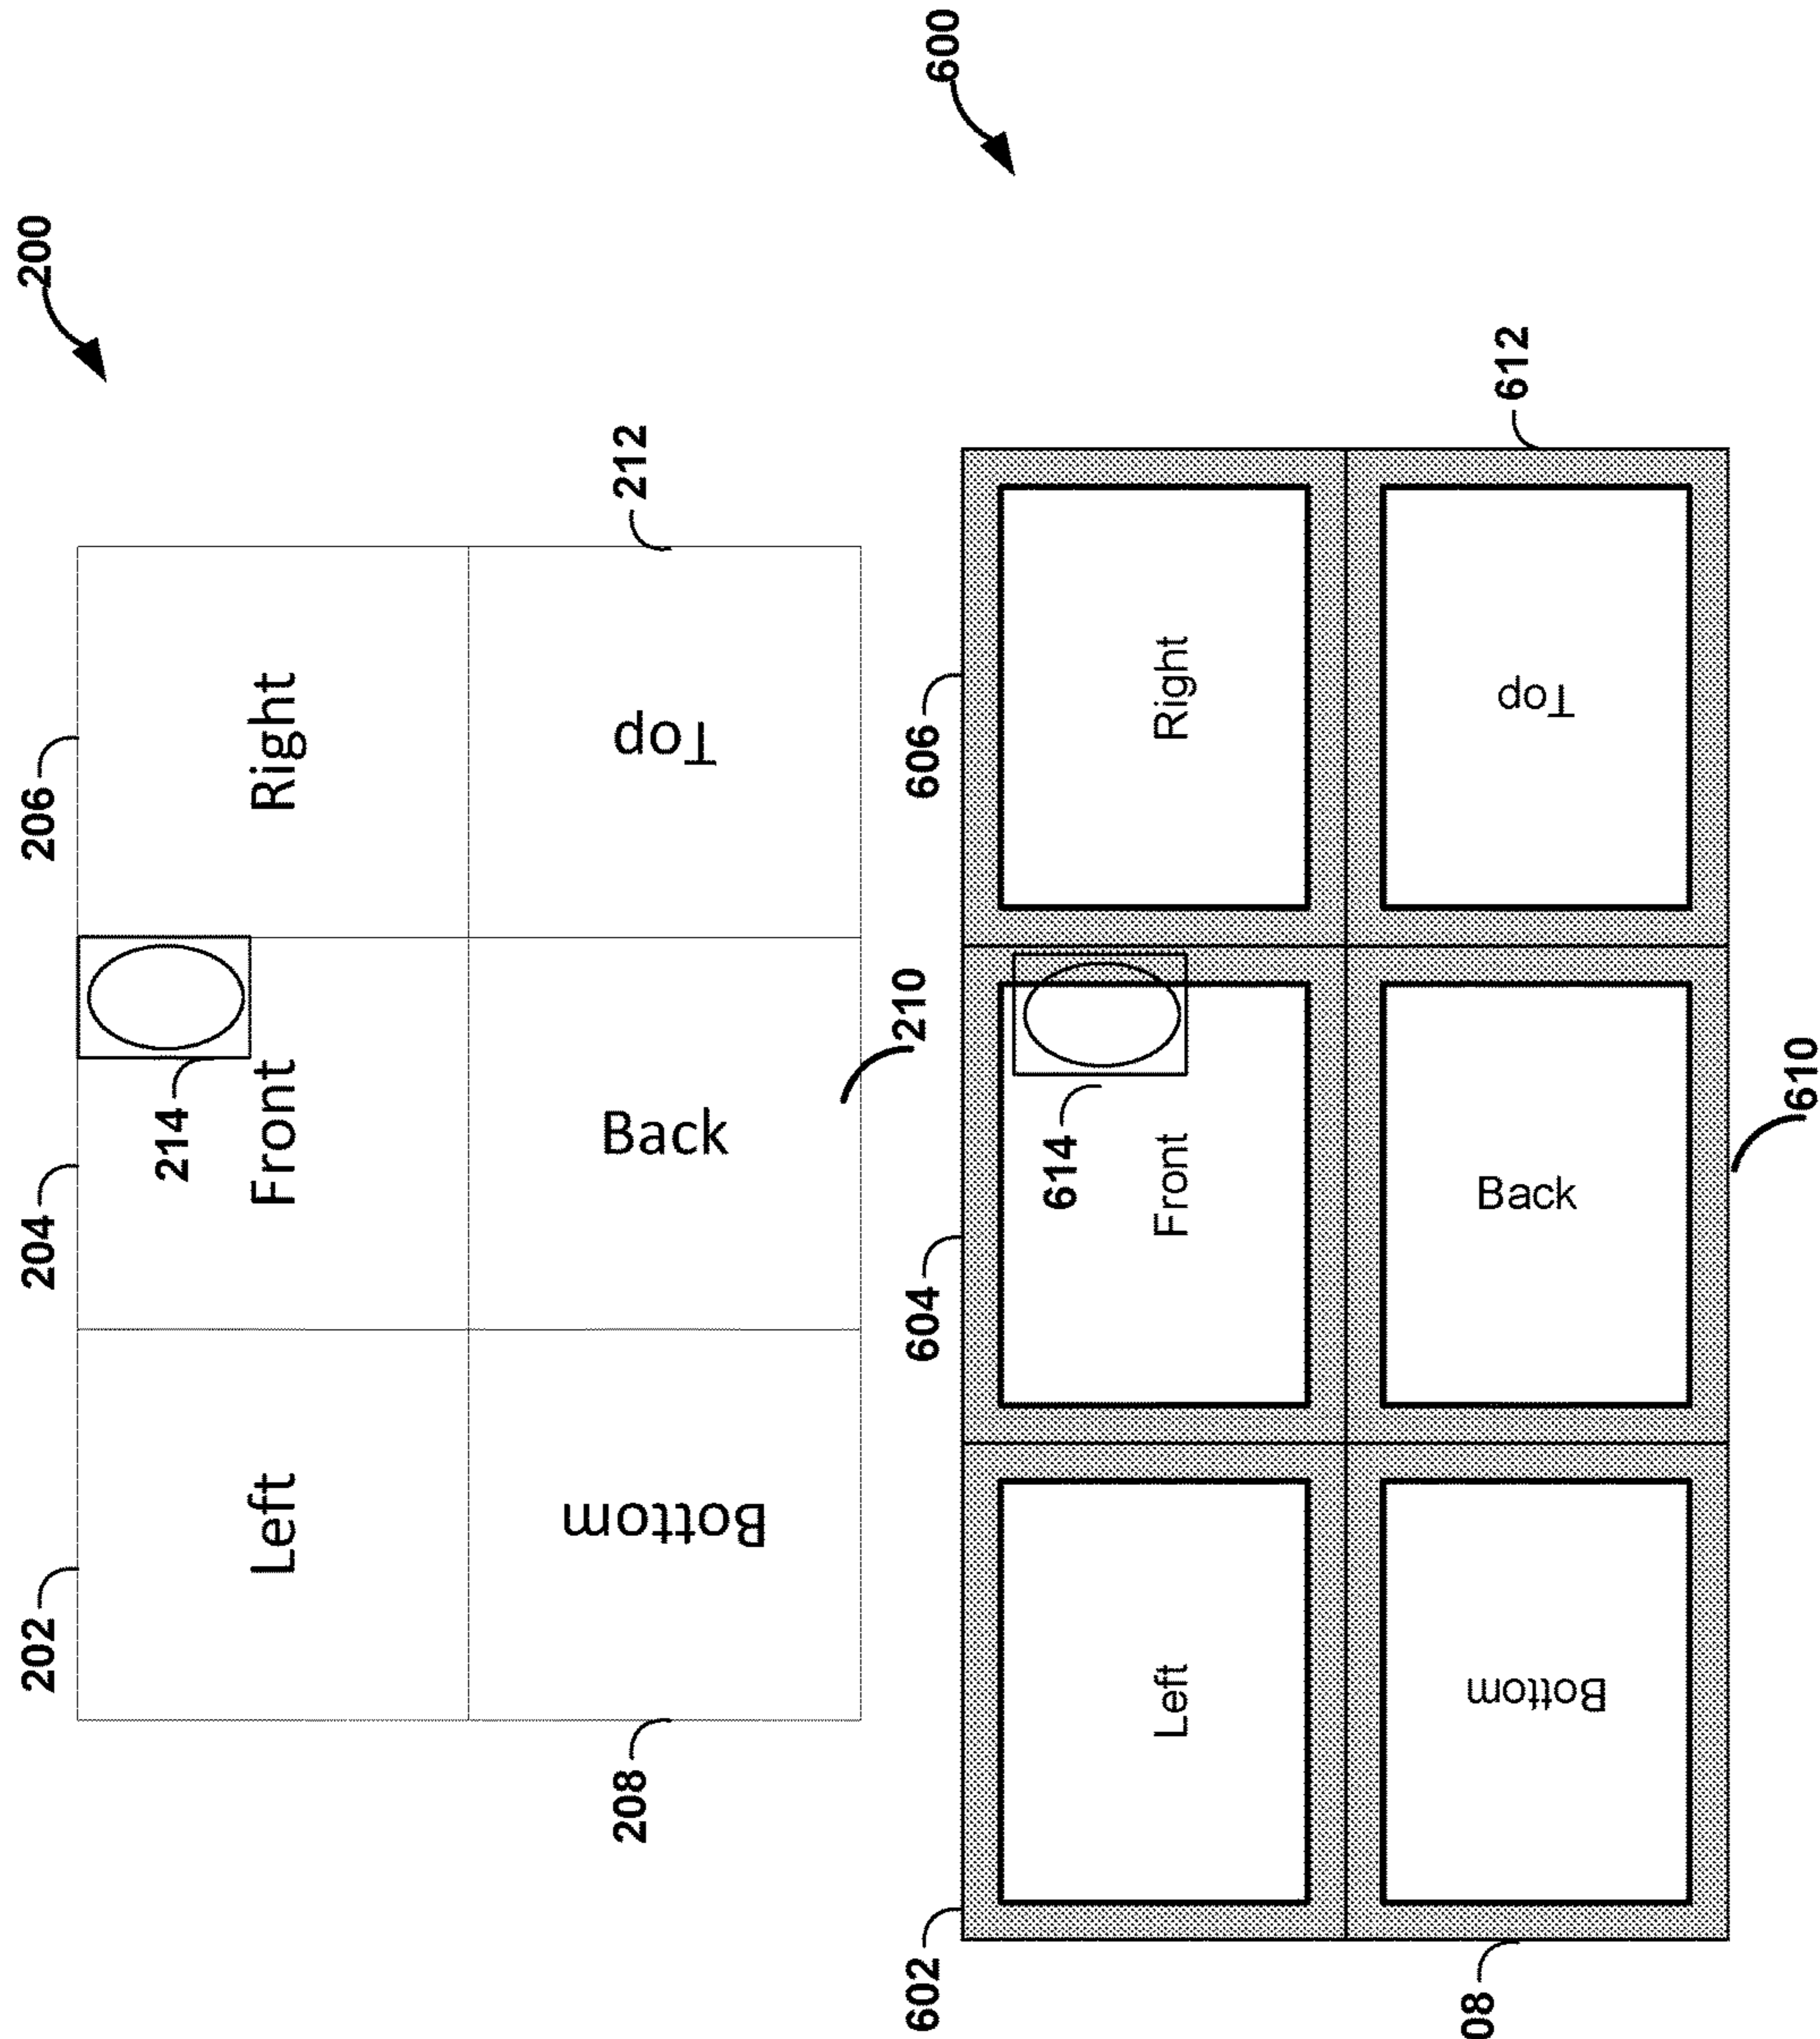 202 204 206 200
214
Left Front Right
208 Bottom Back Top 212
210
602 604 606 600
614
Left Front Right
08 Bottom Back Top 612
610